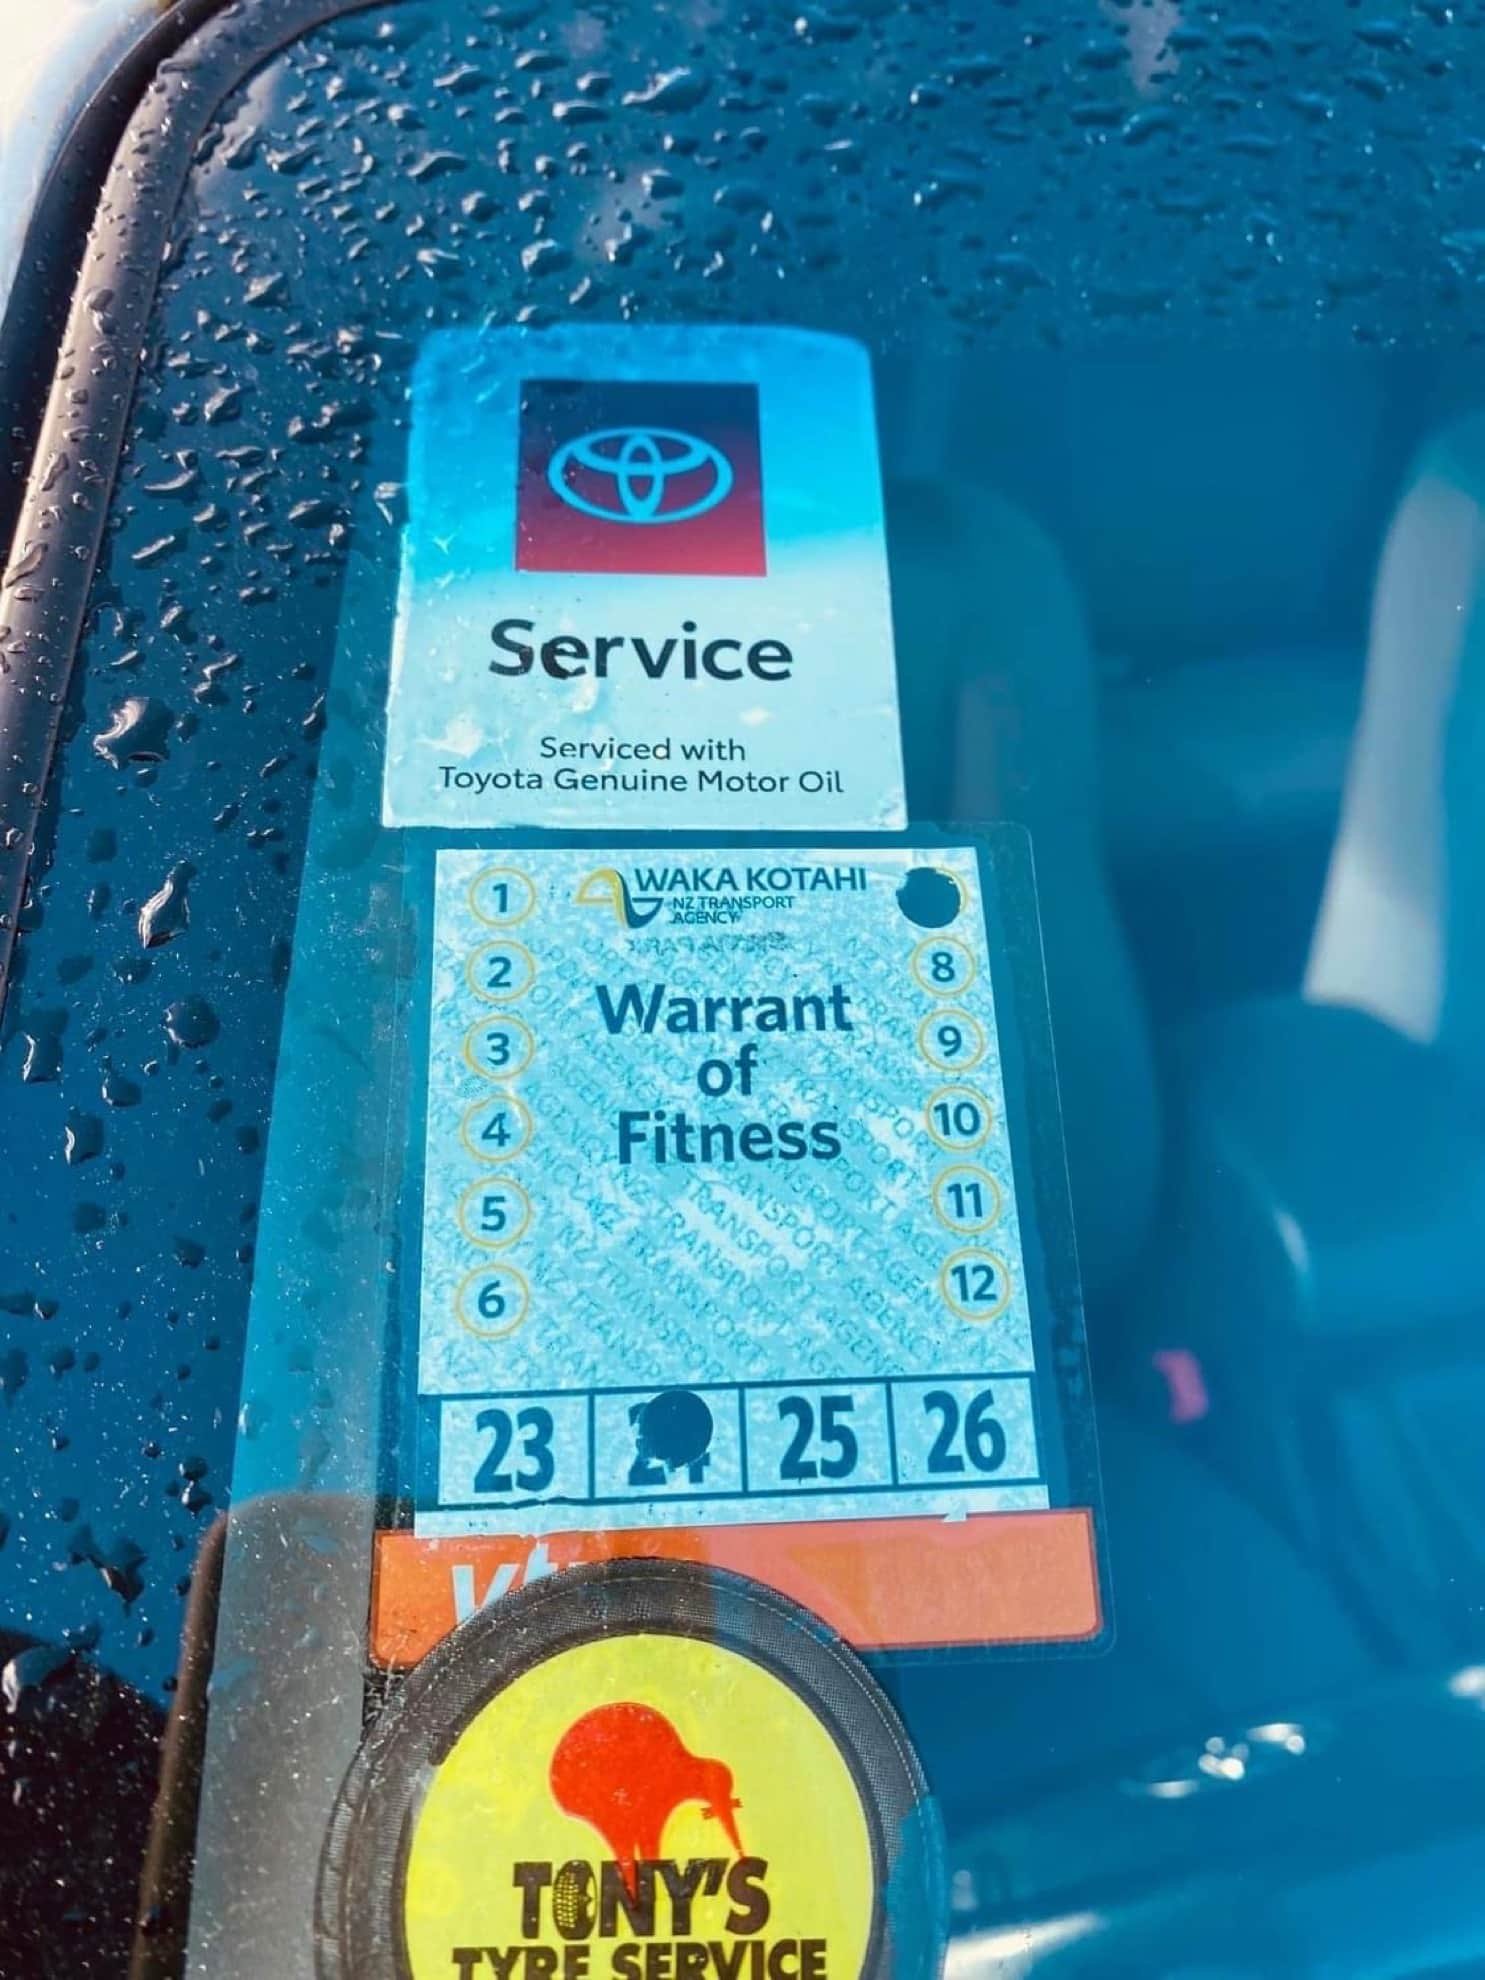 Service
Serviced with
Toyota Genuine Motor Oil
WAKA KOTAHI
NZ TRANSPORT
AGENCY
1
2
3
4
5
6
8
9
10
11
12
Warrant
of
Fitness
23 24 25 26
TONY'S
TYRE SERVICE